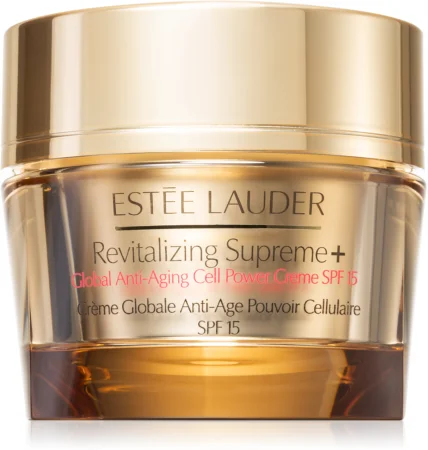 ESTĒE LAUDER
Revitalizing Supreme+
Global Anti-Aging Cell Power Creme SPF 15
Crème Globale Anti-Age Pouvoir Cellulaire
SPF 15